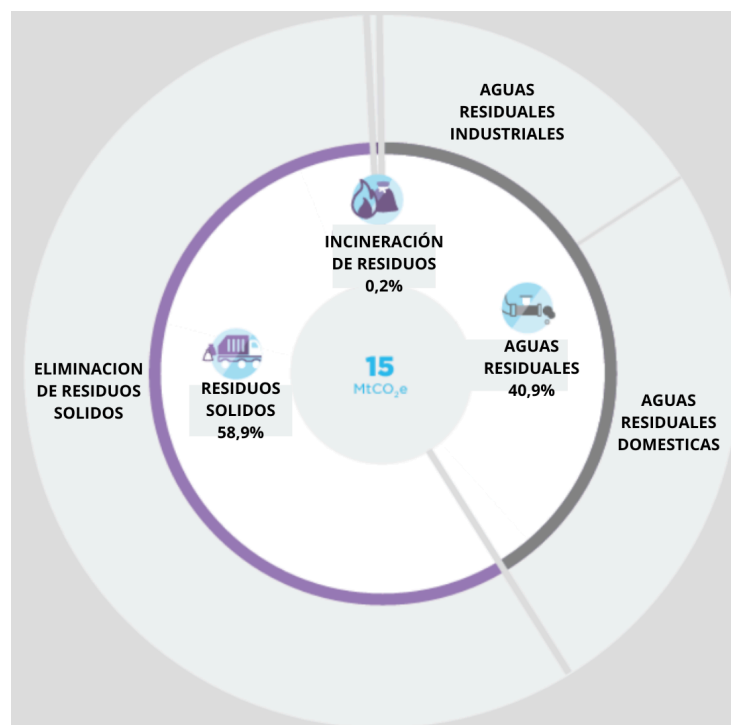 AGUAS
RESIDUALES
INDUSTRIALES
INCINERACIÓN
DE RESIDUOS
0,2%
AGUAS
RESIDUALES
40,9%
15
MtCO₂e
ELIMINACION
DE RESIDUOS
SOLIDOS
RESIDUOS
SOLIDOS
58,9%
AGUAS
RESIDUALES
DOMESTICAS